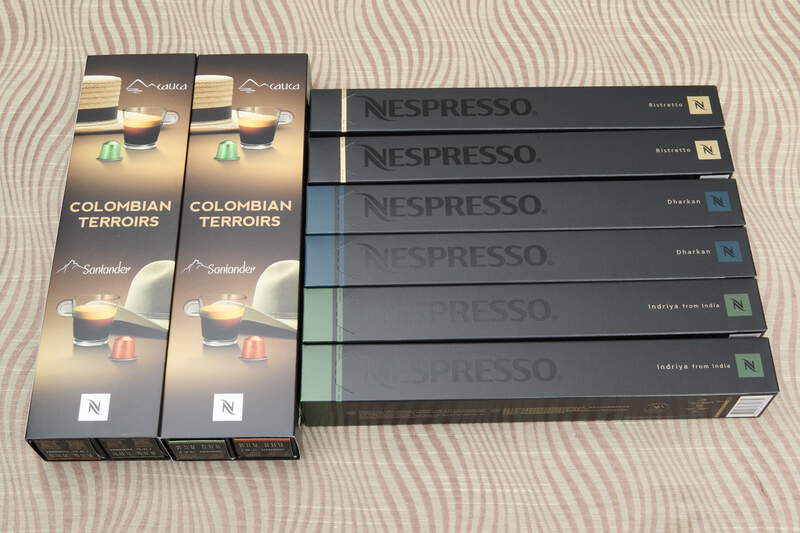 cauca
COLOMBIAN
TERROIRS
Santander
N
cauca
COLOMBIAN
TERROIRS
Santander
N
NESPRESSO.
Ristretto
N
NESPRESSO.
Ristretto
N
NESPRESSO.
Dharkan
N
NESPRESSO.
Dharkan
N
NESPRESSO.
Indriya from India
N
NESPRESSO.
Indriya from India
N